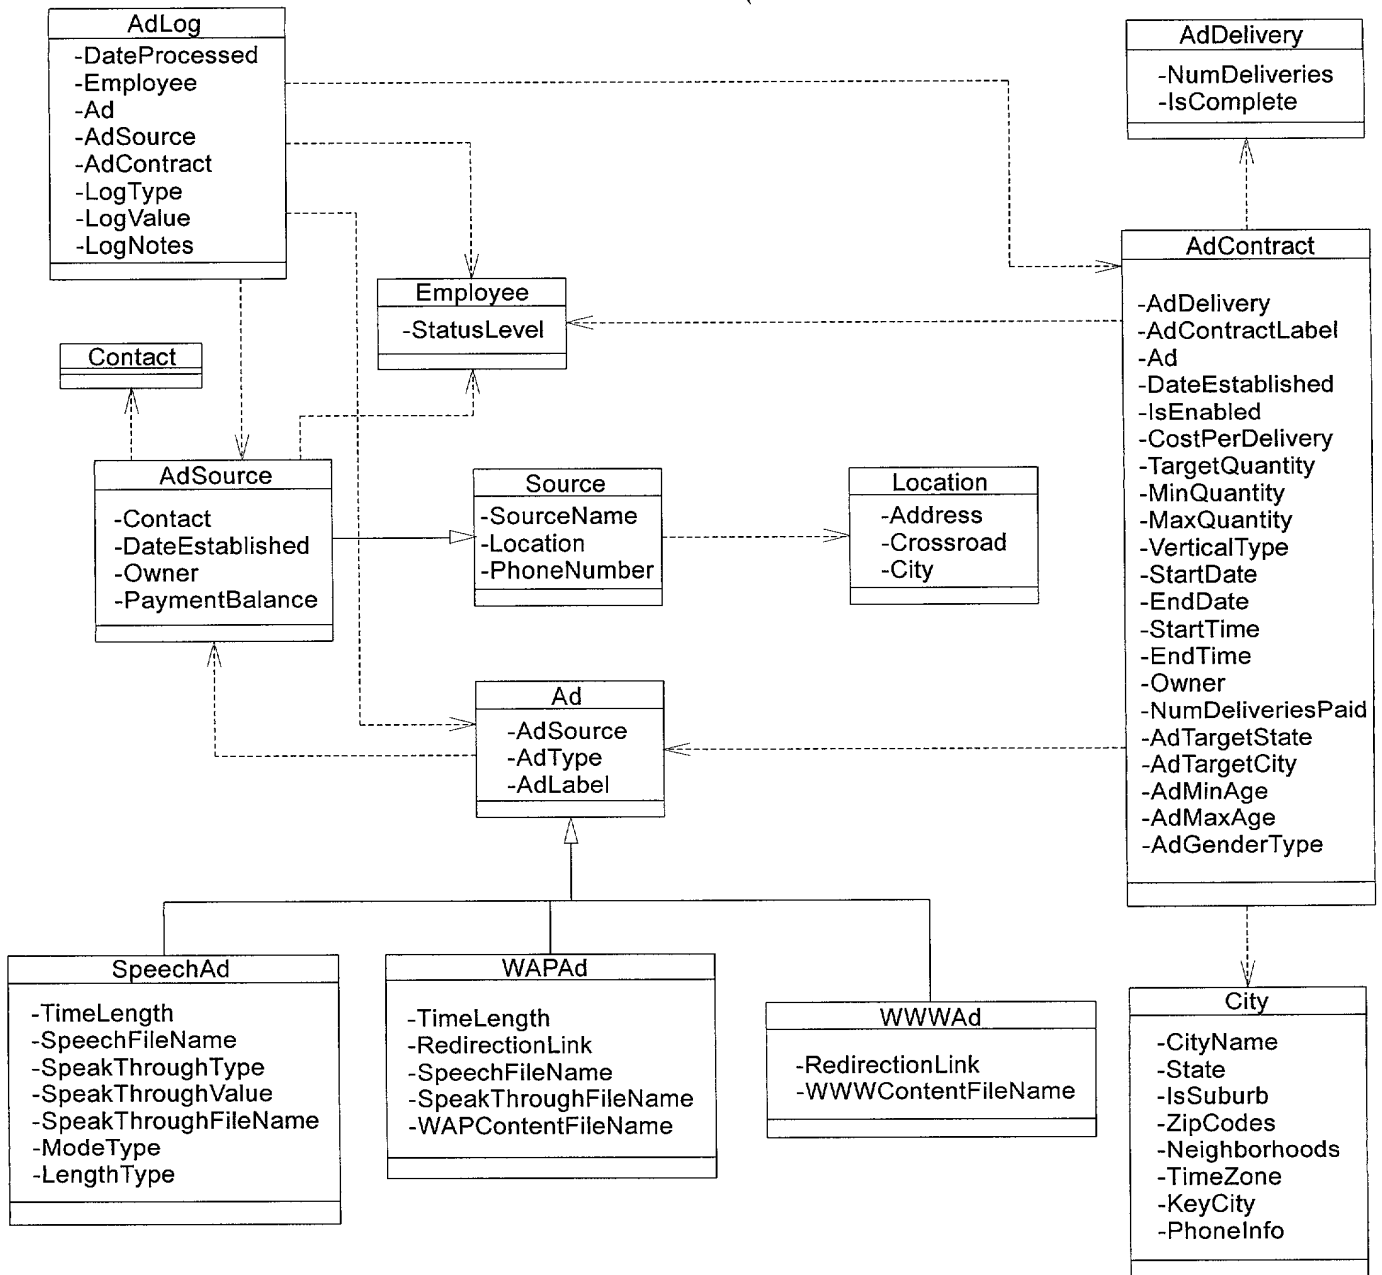 AdLog
-DateProcessed
-Employee
-Ad
-AdSource
-AdContract
-LogType
-LogValue
-LogNotes
AdDelivery
-NumDeliveries
-IsComplete
Employee
-StatusLevel
Contact
AdContract
-AdDelivery
-AdContractLabel
-Ad
-DateEstablished
-IsEnabled
-CostPerDelivery
-TargetQuantity
-MinQuantity
-MaxQuantity
-VerticalType
-StartDate
-EndDate
-StartTime
-EndTime
-Owner
-NumDeliveriesPaid
-AdTargetState
-AdTargetCity
-AdMinAge
-AdMaxAge
-AdGenderType
AdSource
-Contact
-DateEstablished
-Owner
-PaymentBalance
Source
-SourceName
-Location
-PhoneNumber
Location
-Address
-Crossroad
-City
Ad
-AdSource
-AdType
-AdLabel
SpeechAd
-TimeLength
-SpeechFileName
-SpeakThroughType
-SpeakThroughValue
-SpeakThroughFileName
-ModeType
-LengthType
WAPAd
-TimeLength
-RedirectionLink
-SpeechFileName
-SpeakThroughFileName
-WAPContentFileName
WWWAd
-RedirectionLink
-WWWContentFileName
City
-CityName
-State
-IsSuburb
-ZipCodes
-Neighborhoods
-TimeZone
-KeyCity
-PhoneInfo